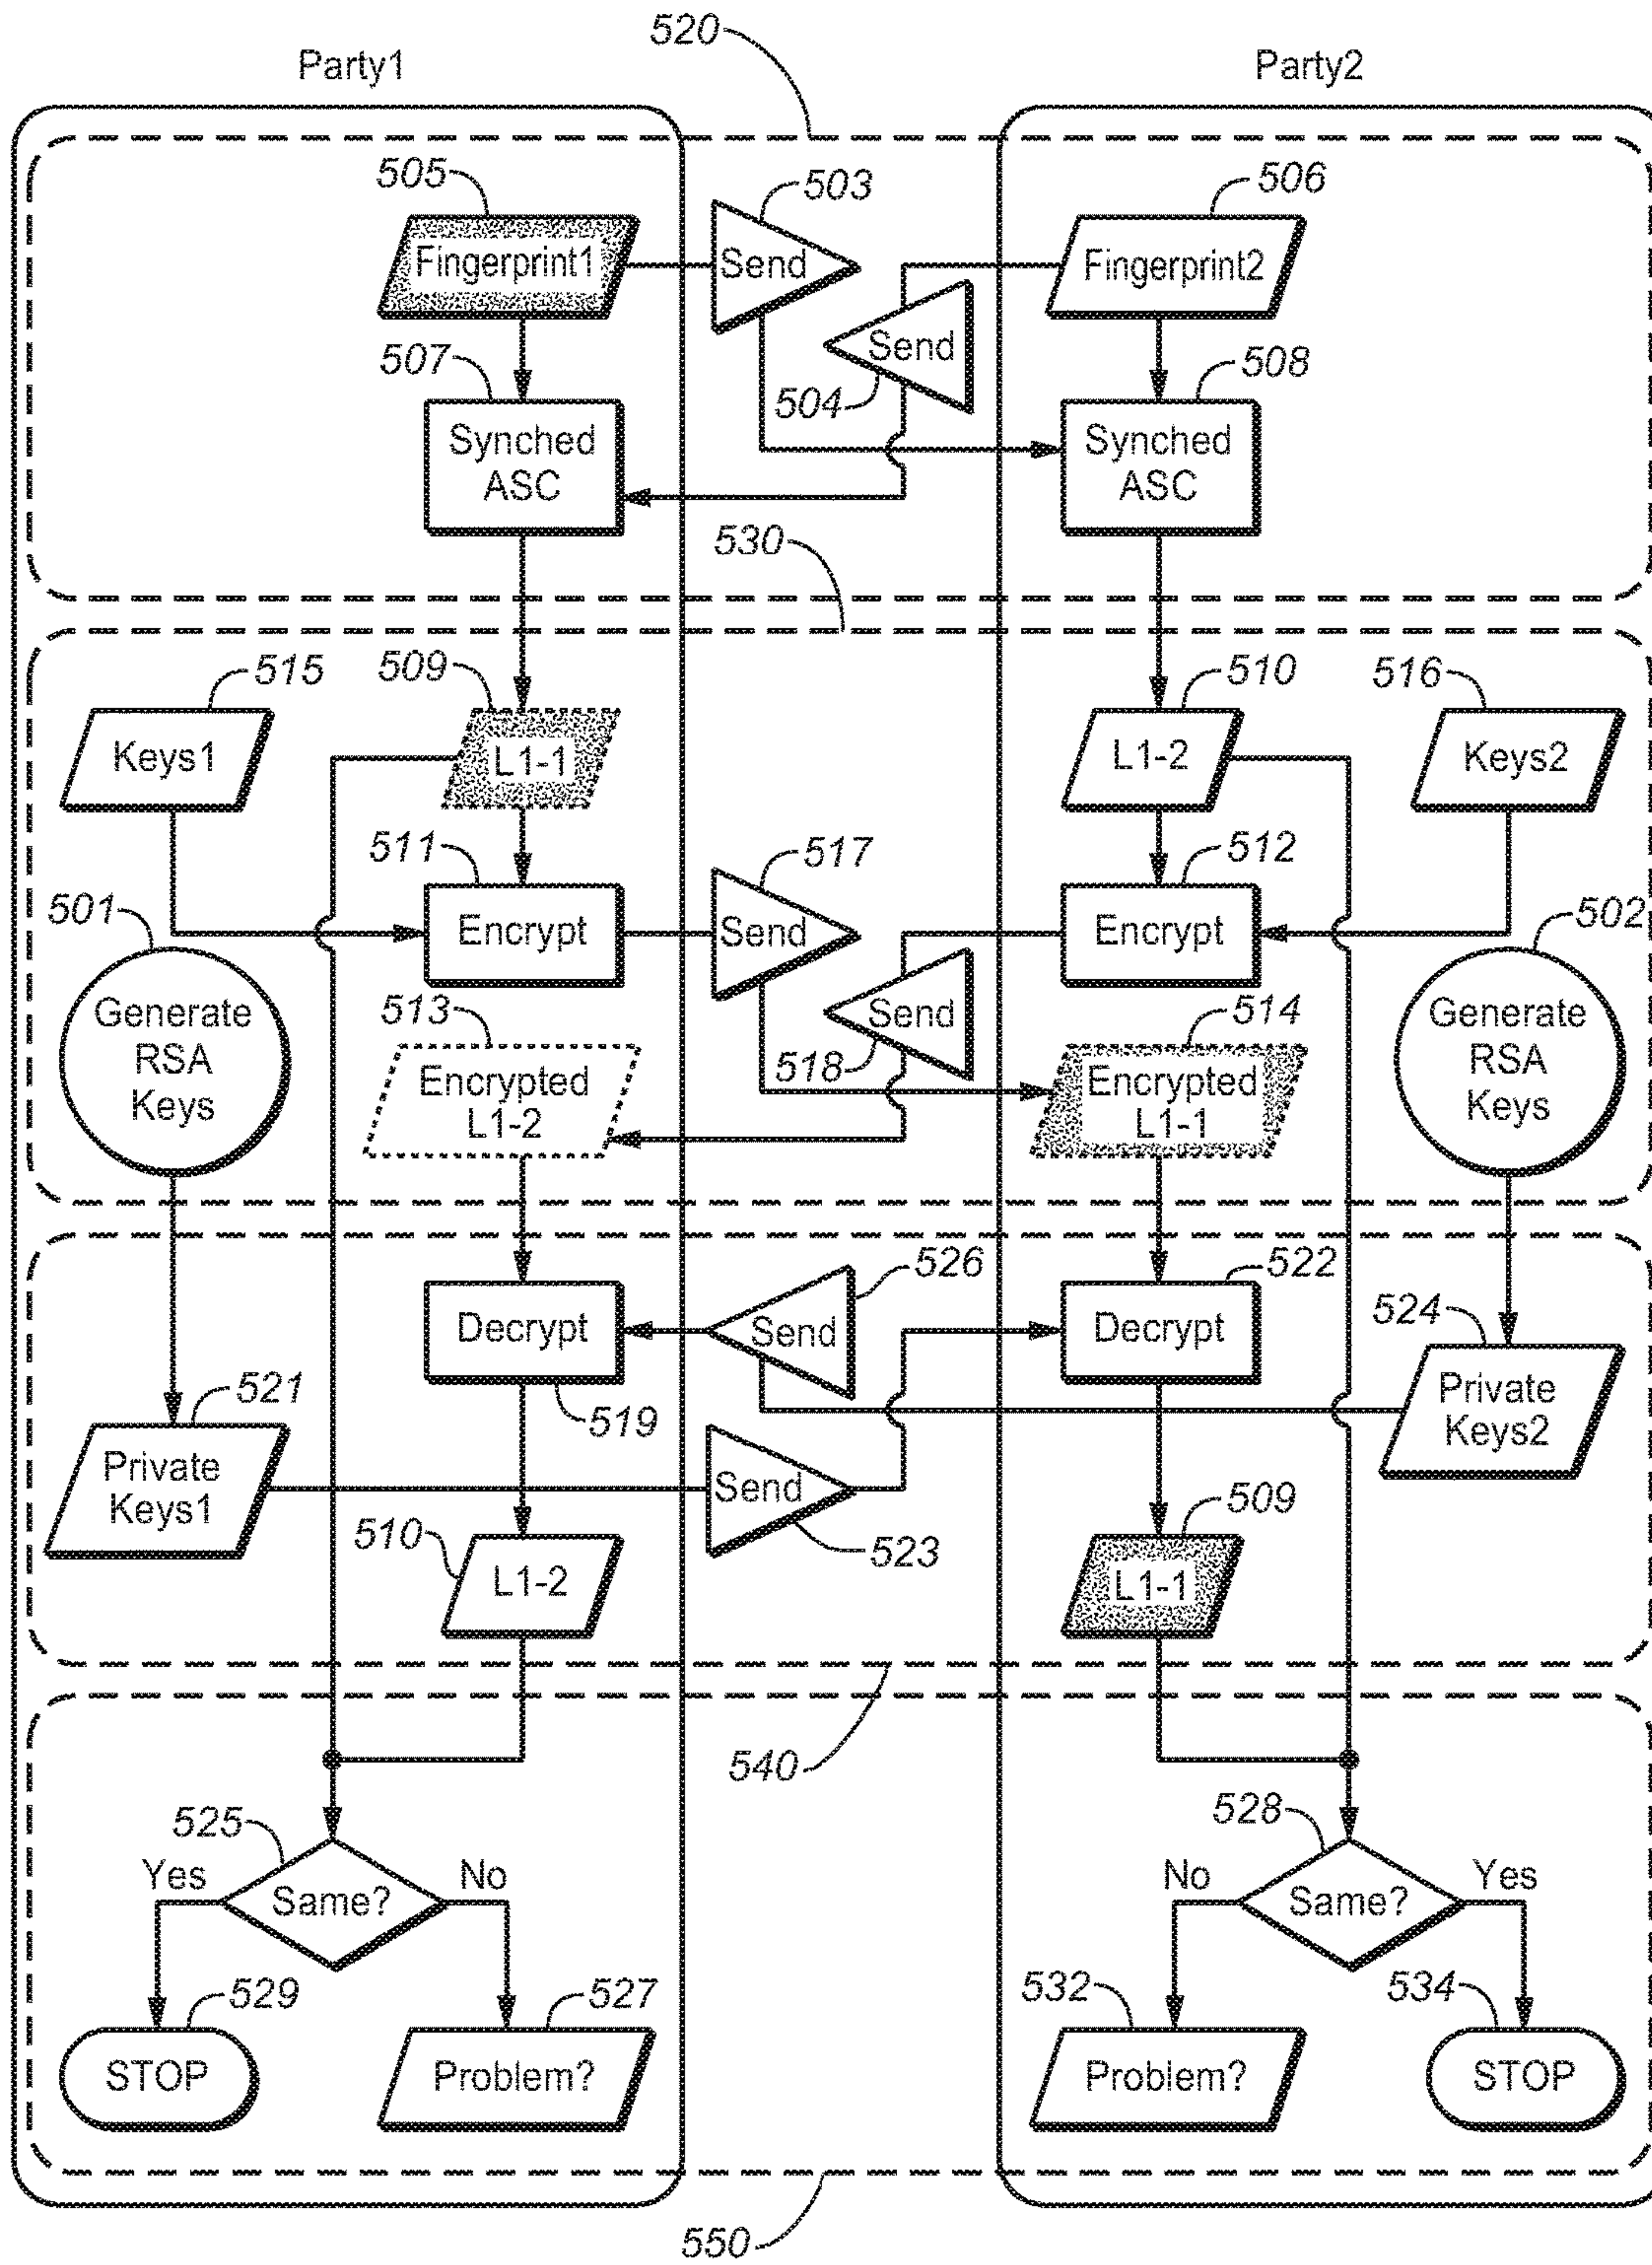 520
Party1
Party2
505
503
506
Fingerprint1
Send
Fingerprint2
507
Send
508
504
Synched
ASC
Synched
ASC
530
515
509
510
516
Keys1
L1-1
L1-2
Keys2
511
517
512
501
Encrypt
Send
Encrypt
502
Generate
RSA
Keys
513
Send
514
Generate
RSA
Keys
518
Encrypted
L1-2
Encrypted
L1-1
526
522
524
Decrypt
Send
Decrypt
521
519
Private
Keys2
Private
Keys1
Send
509
510
523
L1-2
L1-1
540
525
528
Yes
No
No
Yes
Same?
Same?
529
527
532
534
STOP
Problem?
Problem?
STOP
550